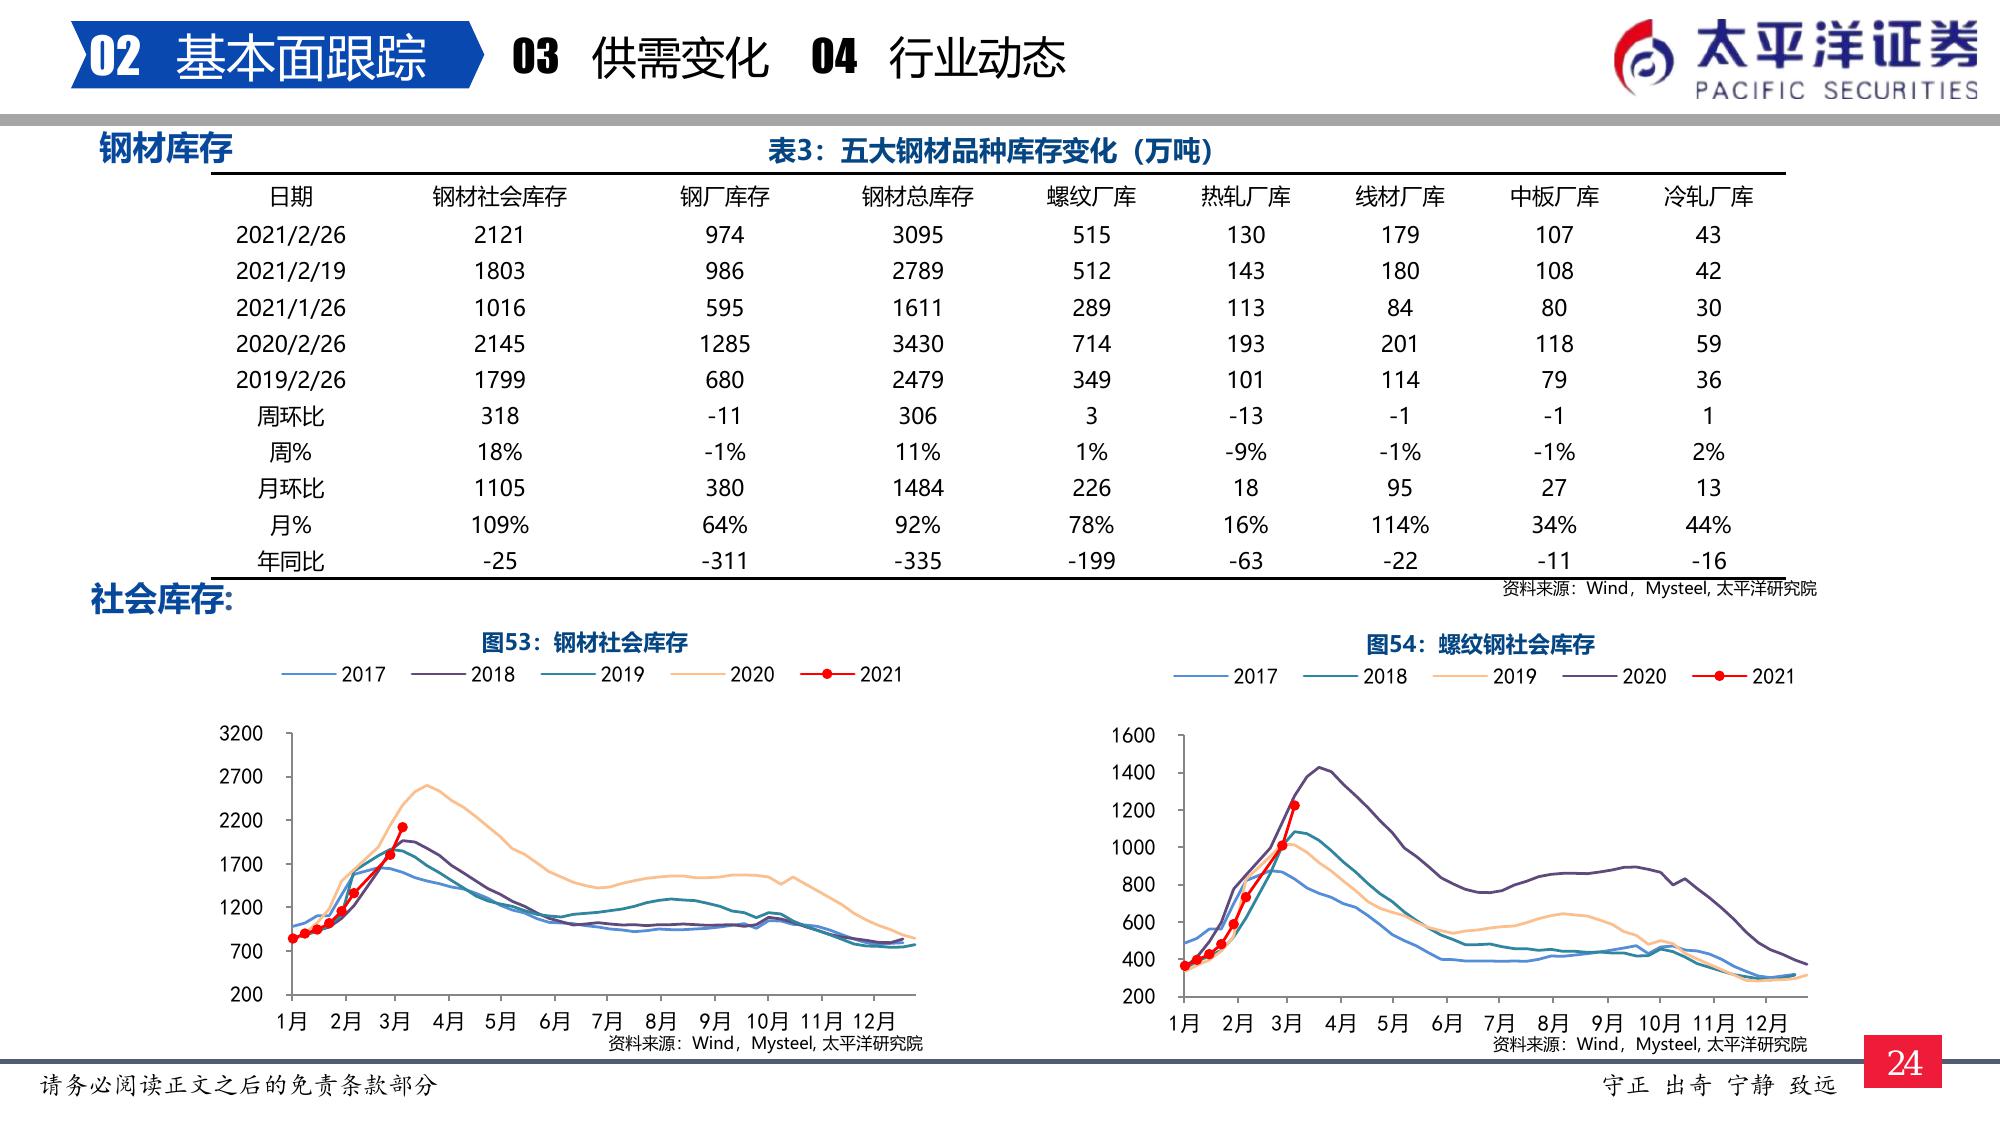 02 基本面跟踪 03 供需变化 04 行业动态
太平洋证券
PACIFIC SECURITIES
钢材库存
表3：五大钢材品种库存变化（万吨）
日期 钢材社会库存 钢厂库存 钢材总库存 螺纹厂库 热轧厂库 线材厂库 中板厂库 冷轧厂库
2021/2/26 2121 974 3095 515 130 179 107 43
2021/2/19 1803 986 2789 512 143 180 108 42
2021/1/26 1016 595 1611 289 113 84 80 30
2020/2/26 2145 1285 3430 714 193 201 118 59
2019/2/26 1799 680 2479 349 101 114 79 36
周环比 318 -11 306 3 -13 -1 -1 1
周% 18% -1% 11% 1% -9% -1% -1% 2%
月环比 1105 380 1484 226 18 95 27 13
月% 109% 64% 92% 78% 16% 114% 34% 44%
年同比 -25 -311 -335 -199 -63 -22 -11 -16
资料来源：Wind，Mysteel, 太平洋研究院
社会库存:
图53：钢材社会库存
2017 2018 2019 2020 2021
3200
2700
2200
1700
1200
700
200
1月 2月 3月 4月 5月 6月 7月 8月 9月 10月 11月 12月
资料来源：Wind，Mysteel, 太平洋研究院
图54：螺纹钢社会库存
2017 2018 2019 2020 2021
1600
1400
1200
1000
800
600
400
200
1月 2月 3月 4月 5月 6月 7月 8月 9月 10月 11月 12月
资料来源：Wind，Mysteel, 太平洋研究院
请务必阅读正文之后的免责条款部分
守正 出奇 宁静 致远
24